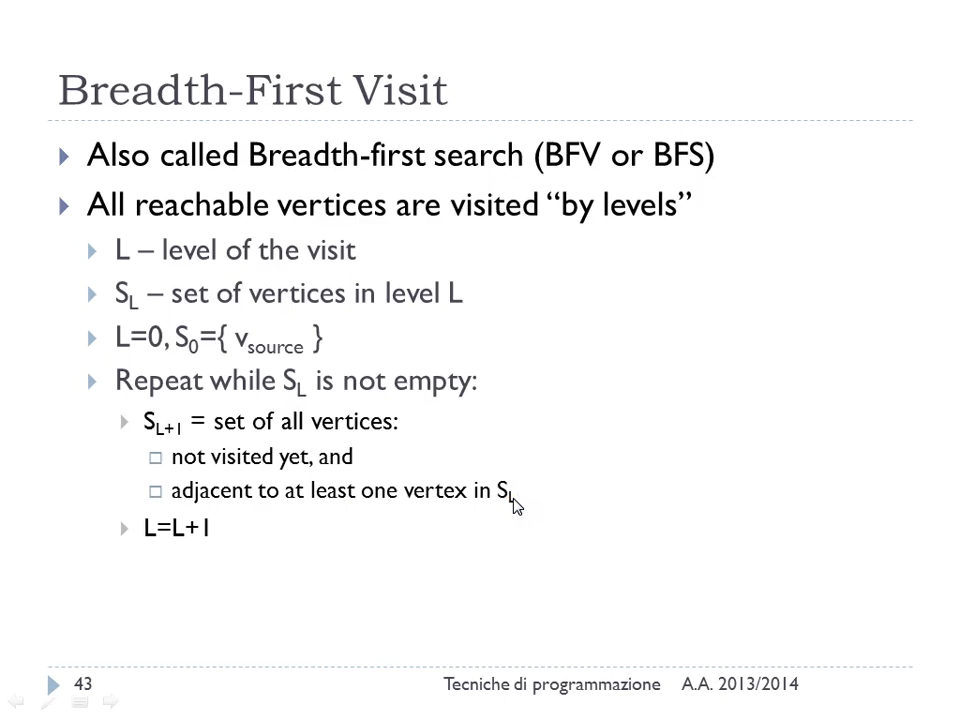 Breadth-First Visit
Also called Breadth-first search (BFV or BFS)
All reachable vertices are visited “by levels”
L – level of the visit
S_L – set of vertices in level L
L=0, S_0={ v_source }
Repeat while S_L is not empty:
S_L+1 = set of all vertices:
not visited yet, and
adjacent to at least one vertex in S_L
L=L+1
43 Tecniche di programmazione A.A. 2013/2014